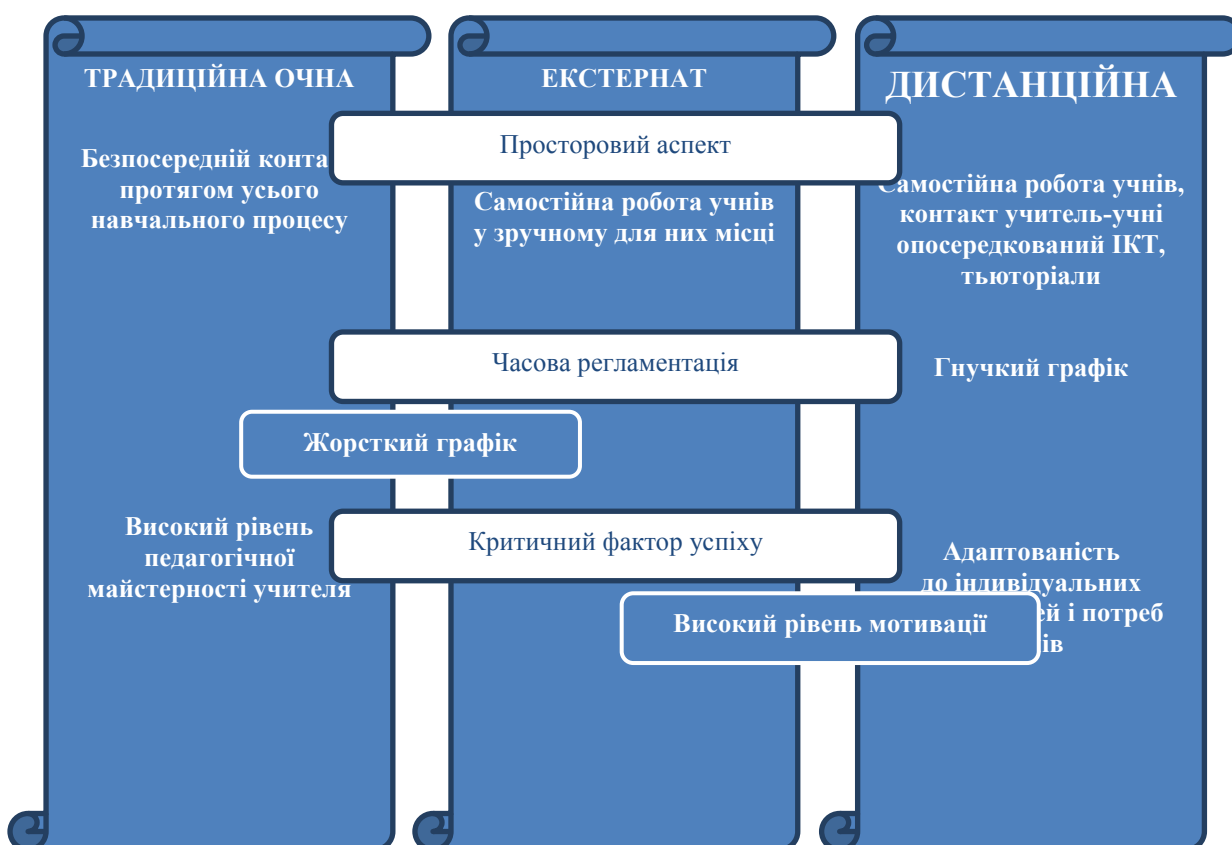 ТРАДИЦІЙНА ОЧНА
ЕКСТЕРНАТ
ДИСТАНЦІЙНА
Просторовий аспект
Безпосередній
протягом усього
навчального процесу
Самостійна робота учнів
у зручному для них місці
Самостійна робота учнів,
контакт учитель-учні
опосередкований ІКТ,
тьюторіали
Часова регламентація
Гнучкий графік
Жорсткий графік
Критичний фактор успіху
Високий рівень
педагогічної
майстерності учителя
Адаптованість
до індивідуальних
і потреб
Високий рівень мотивації